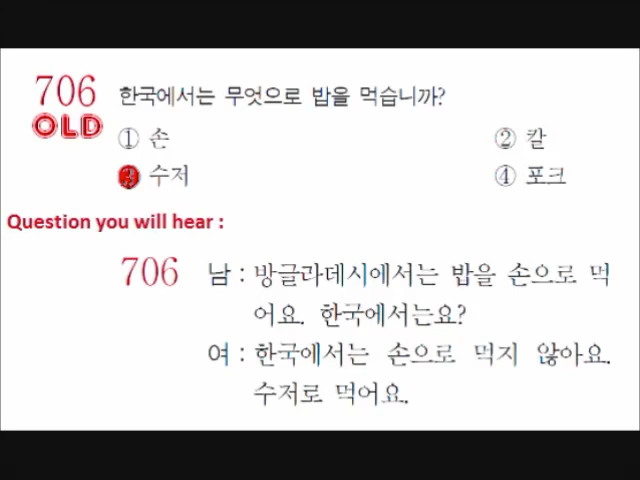 706 한국에서는 무엇으로 밥을 먹습니까?
OLD
① 손 ② 칼
③ 수저 ④ 포크
Question you will hear :
706 남 : 방글라데시에서는 밥을 손으로 먹
어요. 한국에서는요?
여 : 한국에서는 손으로 먹지 않아요.
수저로 먹어요.